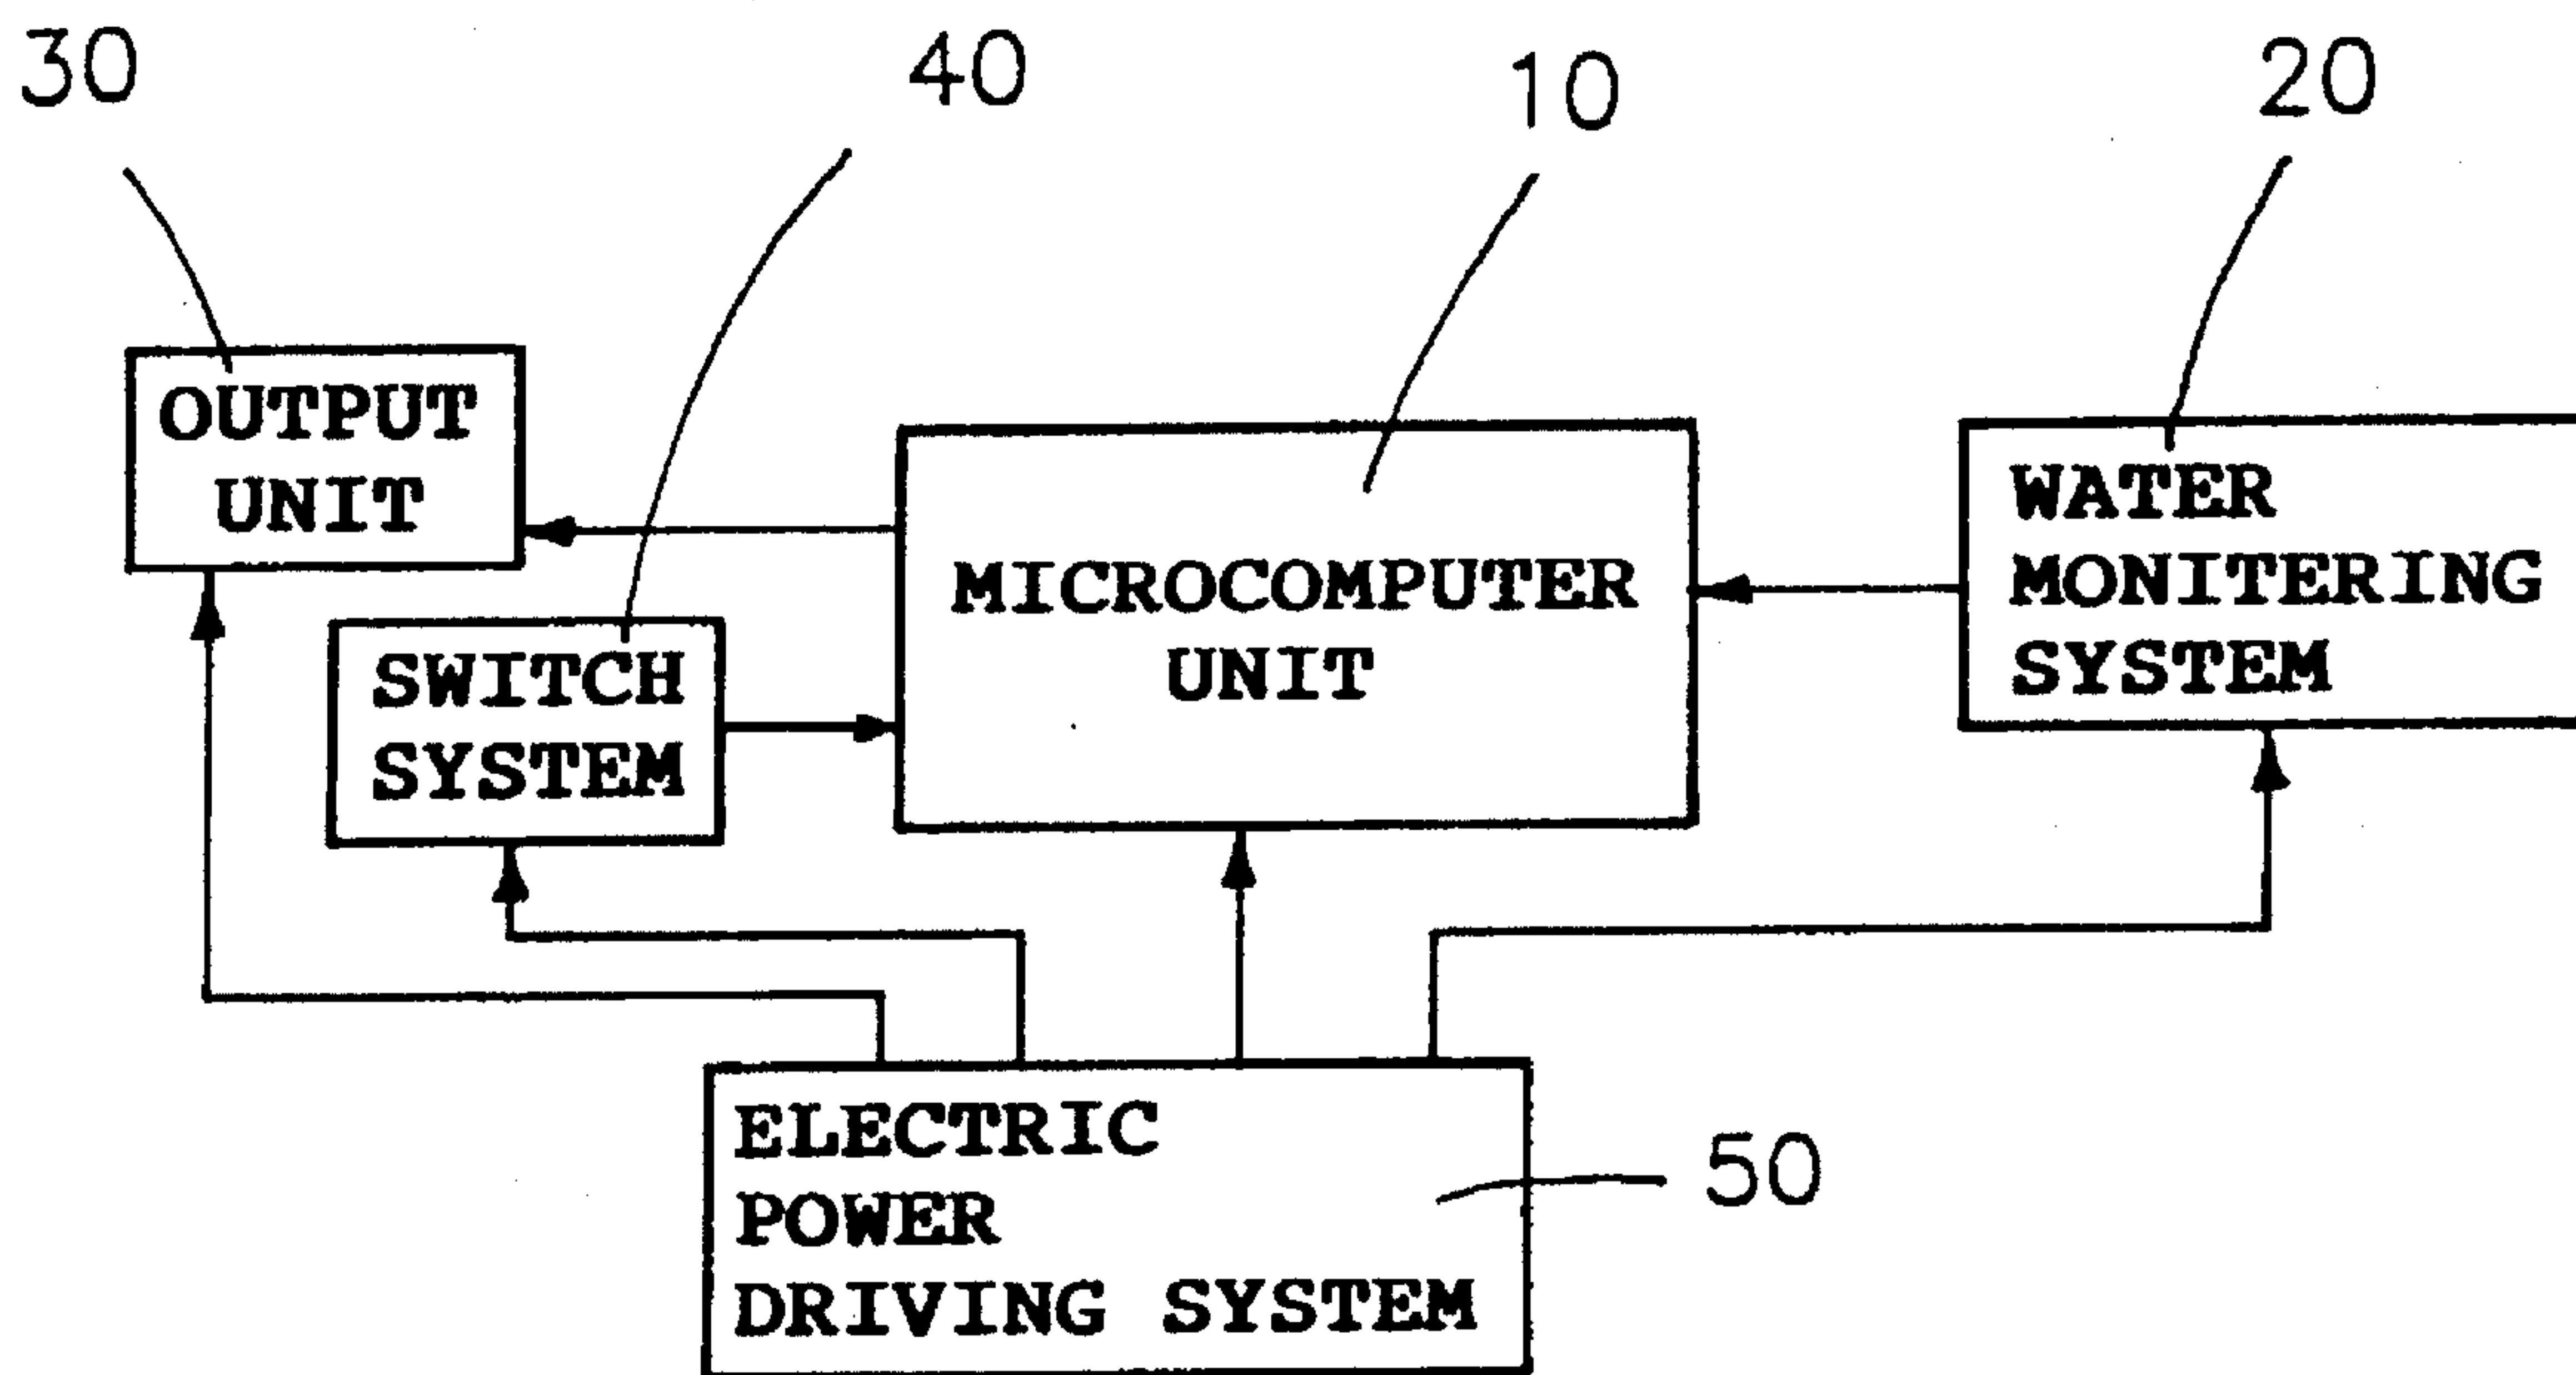 30
40
10
20
OUTPUT
UNIT
SWITCH
SYSTEM
MICROCOMPUTER
UNIT
WATER
MONITERING
SYSTEM
ELECTRIC
POWER
DRIVING SYSTEM
50